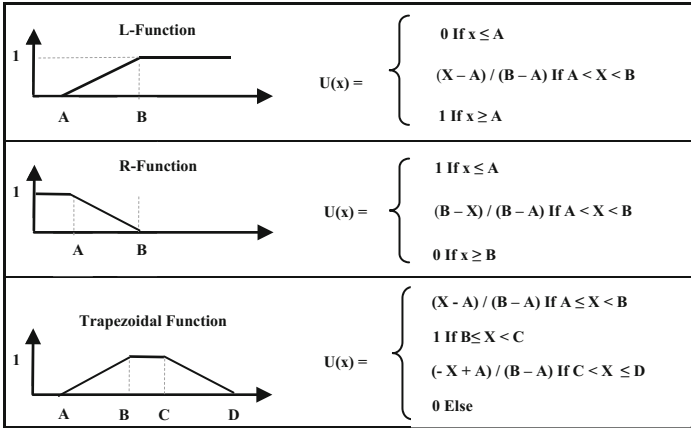 L-Function
1
A B
U(x) =
0 If x ≤ A
(X – A) / (B – A) If A < X < B
1 If x ≥ A
R-Function
1
A B
U(x) =
1 If x ≤ A
(B – X) / (B – A) If A < X < B
0 If x ≥ B
Trapezoidal Function
1
A B C D
U(x) =
(X - A) / (B – A) If A ≤ X < B
1 If B≤ X < C
(- X + A) / (B – A) If C < X ≤ D
0 Else